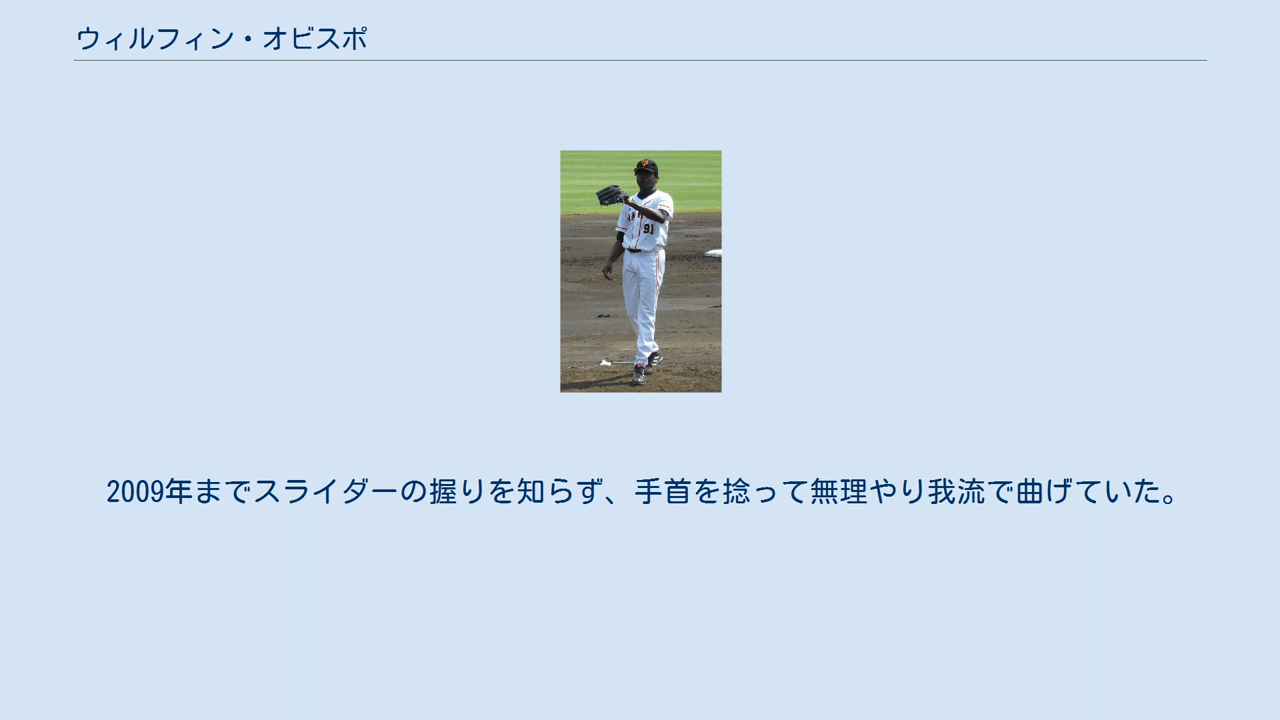 ウィルフィン・オビスポ
91
2009年までスライダーの握りを知らず、手首を捻って無理やり我流で曲げていた。